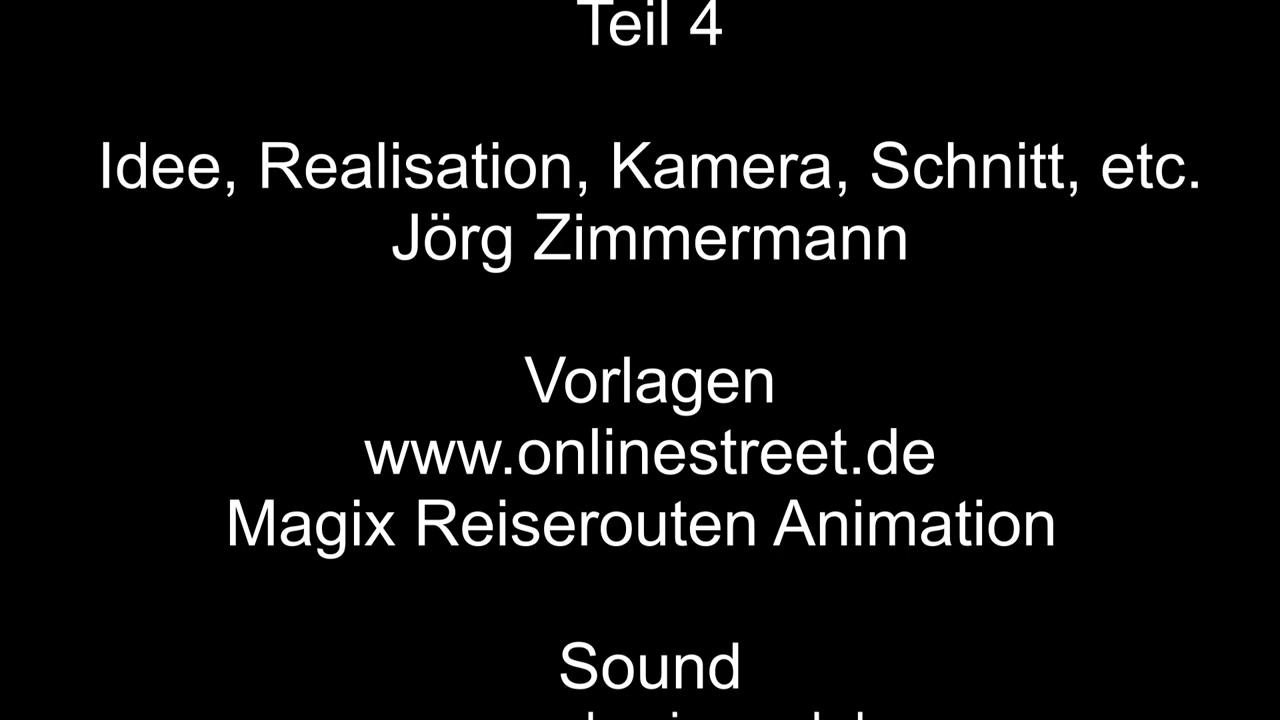 Teil 4
Idee, Realisation, Kamera, Schnitt, etc.
Jörg Zimmermann
Vorlagen
www.onlinestreet.de
Magix Reiserouten Animation
Sound